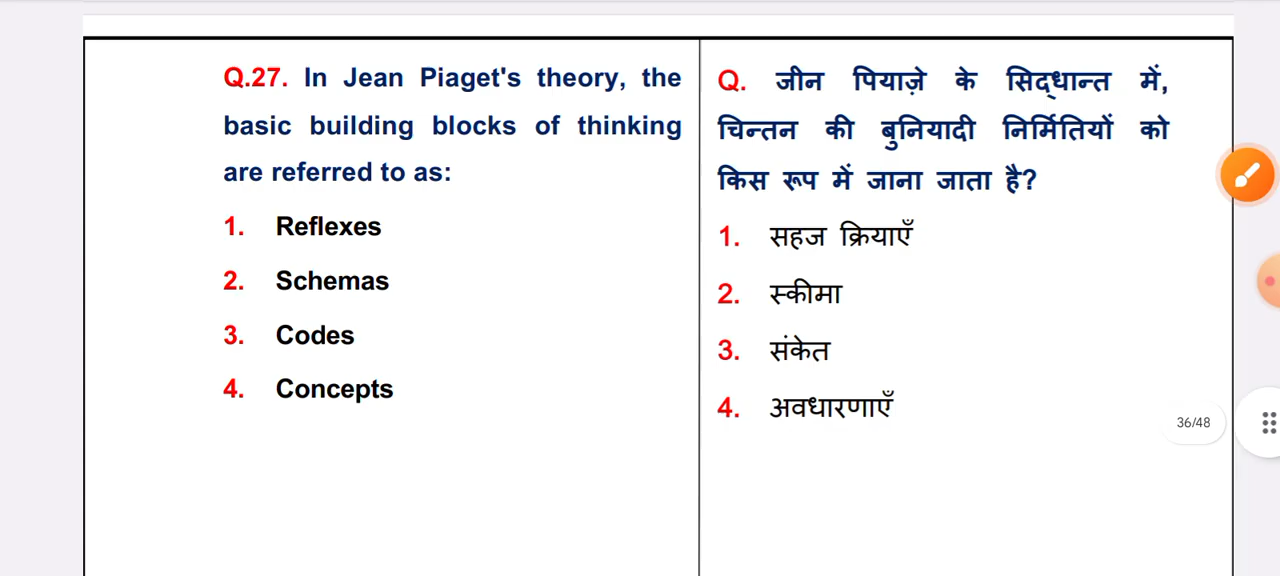 Q.27. In Jean Piaget's theory, the
basic building blocks of thinking
are referred to as:
1. Reflexes
2. Schemas
3. Codes
4. Concepts
Q. जीन पियाज़े के सिद्धान्त में,
चिन्तन की बुनियादी निर्मितियों को
किस रूप में जाना जाता है?
1. सहज क्रियाएँ
2. स्कीमा
3. संकेत
4. अवधारणाएँ
36/48